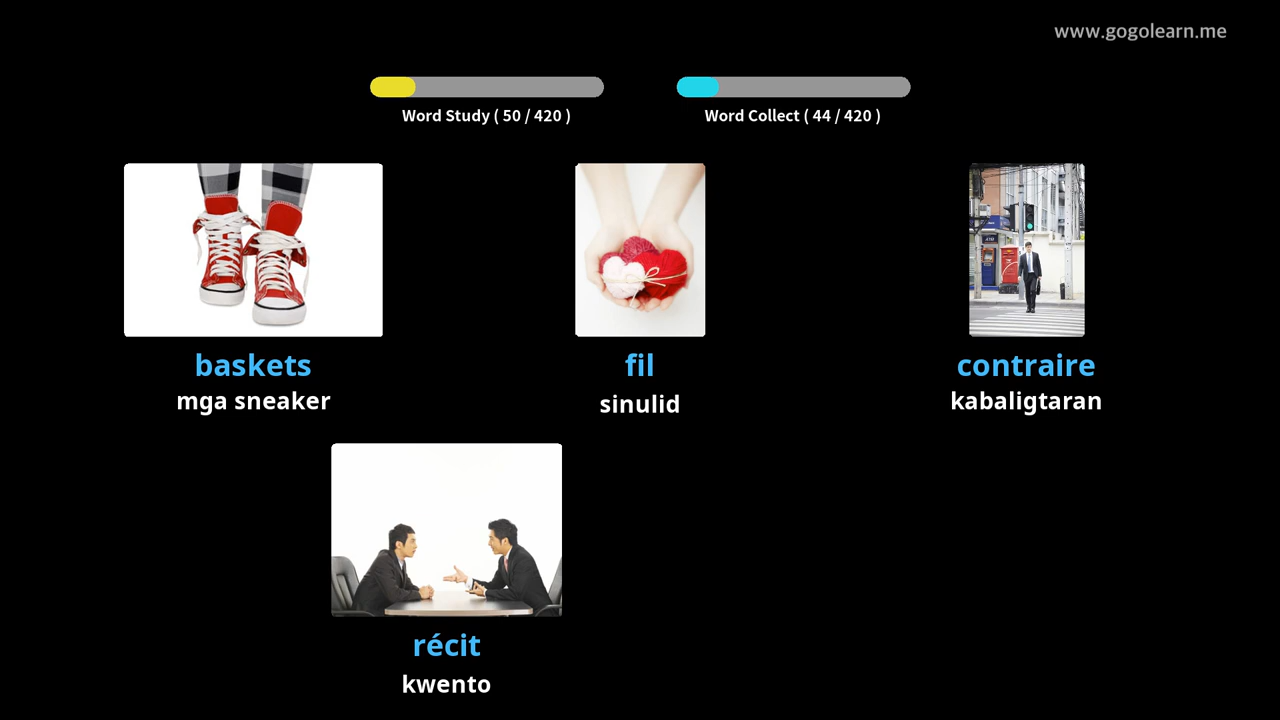 www.gogolearn.me
Word Study ( 50 / 420 )
Word Collect ( 44 / 420 )
baskets
mga sneaker
fil
sinulid
contraire
kabaligtaran
récit
kwento